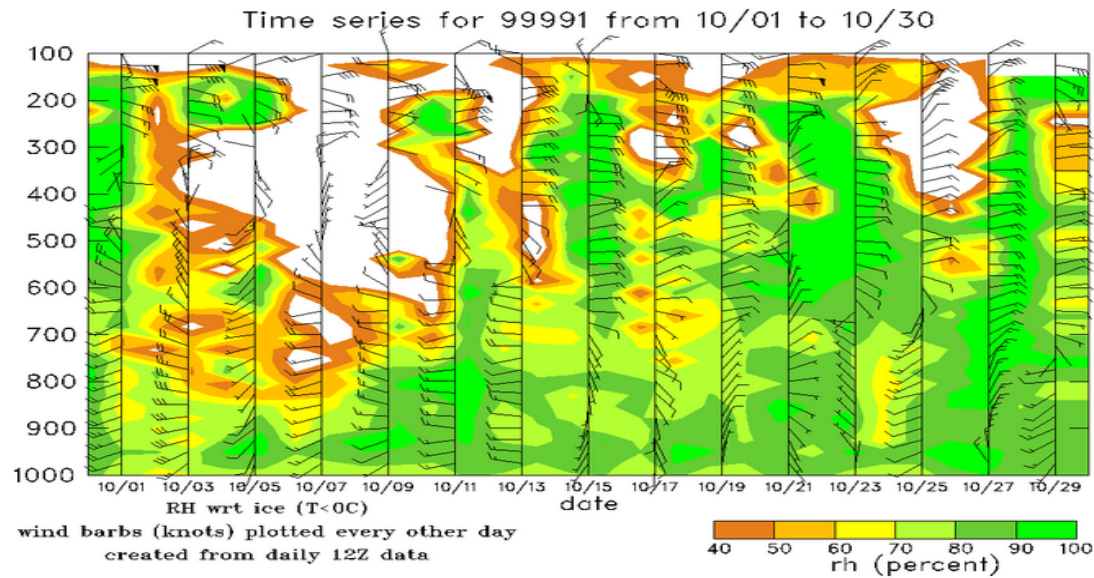 Time series for 99991 from 10/01 to 10/30
100
200
300
400
500
600
700
800
900
1000
10/01 10/03 10/05 10/07 10/09 10/11 10/13 10/15 10/17 10/19 10/21 10/23 10/25 10/27 10/29
date
RH wrt ice (T<0C)
wind barbs (knots) plotted every other day
created from daily 12Z data
40 50 60 70 80 90 100
rh (percent)